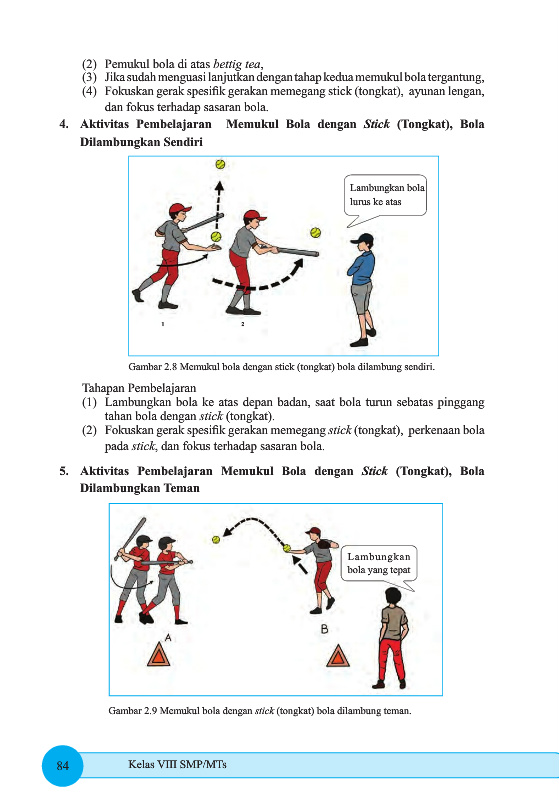 (2) Pemukul bola di atas bettig tea,
(3) Jika sudah menguasi lanjutkan dengan tahap kedua memukul bola tergantung,
(4) Fokuskan gerak spesifik gerakan memegang stick (tongkat), ayunan lengan,
dan fokus terhadap sasaran bola.
4. Aktivitas Pembelajaran Memukul Bola dengan Stick (Tongkat), Bola
Dilambungkan Sendiri
Lambungkan bola
lurus ke atas
1 2
Gambar 2.8 Memukul bola dengan stick (tongkat) bola dilambung sendiri.
Tahapan Pembelajaran
(1) Lambungkan bola ke atas depan badan, saat bola turun sebatas pinggang
tahan bola dengan stick (tongkat).
(2) Fokuskan gerak spesifik gerakan memegang stick (tongkat), perkenaan bola
pada stick, dan fokus terhadap sasaran bola.
5. Aktivitas Pembelajaran Memukul Bola dengan Stick (Tongkat), Bola
Dilambungkan Teman
Lambungkan
bola yang tepat
A
B
Gambar 2.9 Memukul bola dengan stick (tongkat) bola dilambung teman.
84 Kelas VIII SMP/MTs